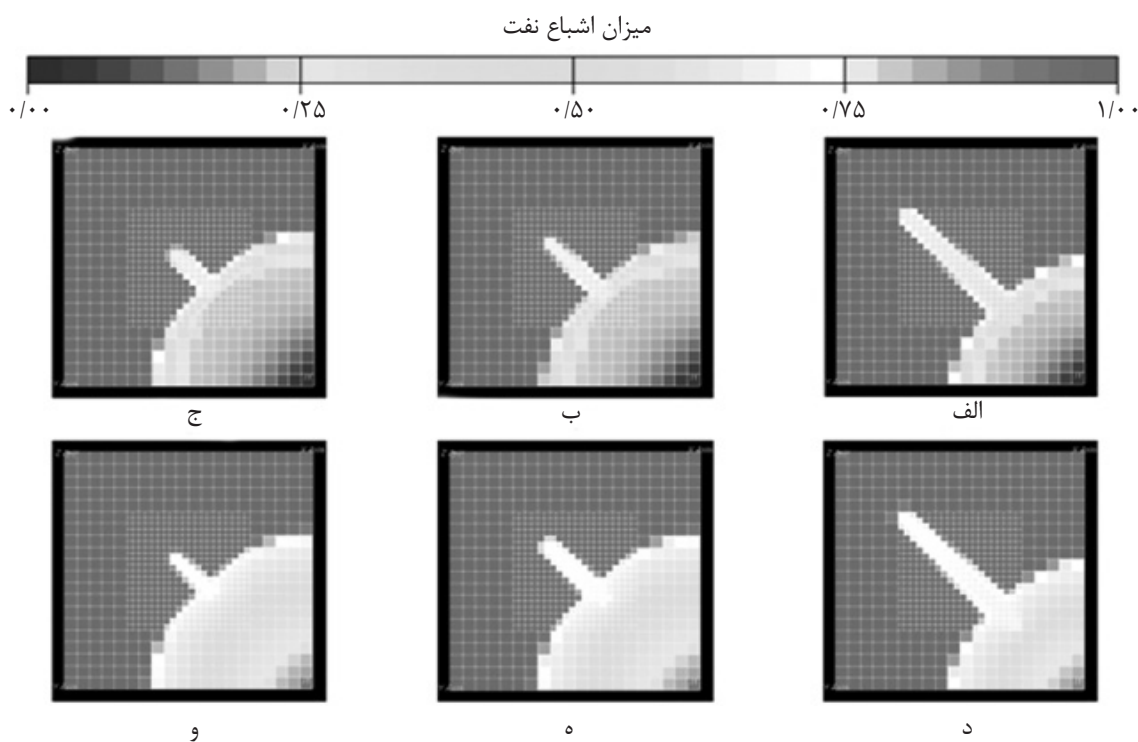 میزان اشباع نفت
۰/۰۰ ۰/۲۵ ۰/۵۰ ۰/۷۵ ۱/۰۰
الف ب ج
د ه و